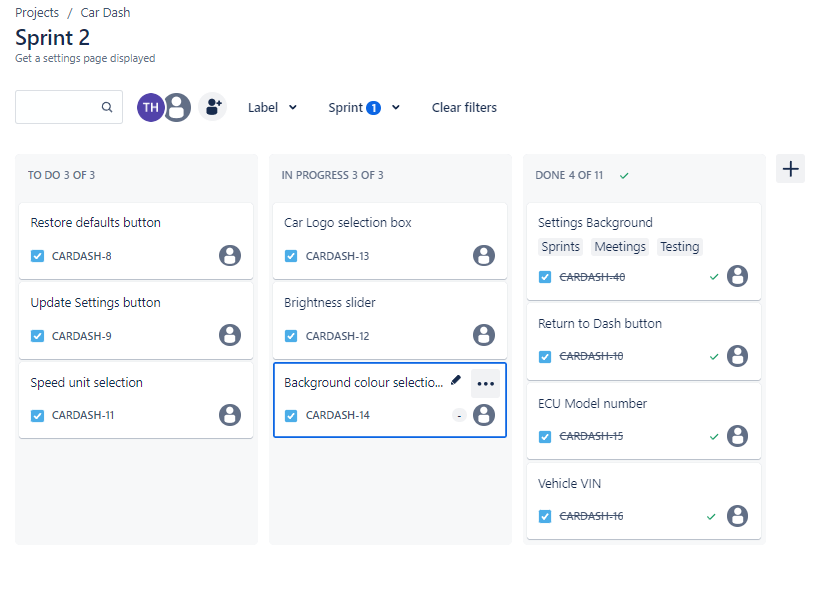 Projects / Car Dash
Sprint 2
Get a settings page displayed
TH
Label
Sprint 1
Clear filters
TO DO 3 OF 3
Restore defaults button
CARDASH-8
Update Settings button
CARDASH-9
Speed unit selection
CARDASH-11
IN PROGRESS 3 OF 3
Car Logo selection box
CARDASH-13
Brightness slider
CARDASH-12
Background colour selectio...
CARDASH-14
-
DONE 4 OF 11
Settings Background
Sprints Meetings Testing
CARDASH-40
Return to Dash button
CARDASH-10
ECU Model number
CARDASH-15
Vehicle VIN
CARDASH-16